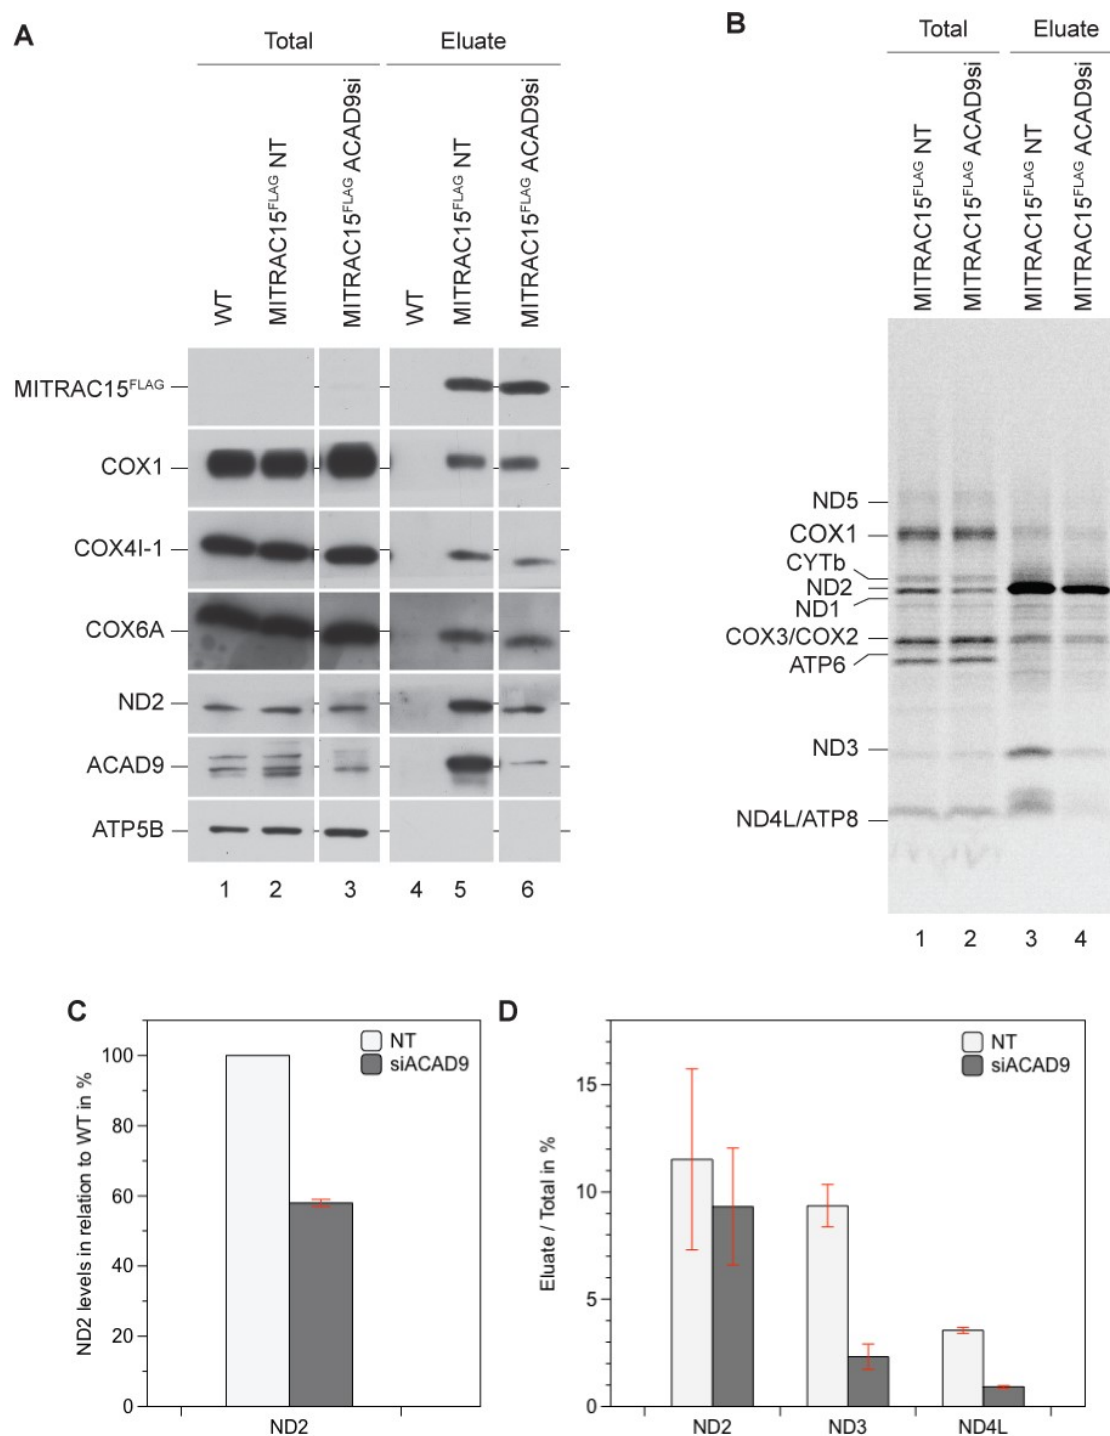 A
Total
Eluate
WT
MITRAC15FLAG NT
MITRAC15FLAG ACAD9si
WT
MITRAC15FLAG NT
MITRAC15FLAG ACAD9si
MITRAC15FLAG
COX1
COX4I-1
COX6A
ND2
ACAD9
ATP5B
1 2 3 4 5 6
B
Total
Eluate
MITRAC15FLAG NT
MITRAC15FLAG ACAD9si
MITRAC15FLAG NT
MITRAC15FLAG ACAD9si
ND5
COX1
CYTb
ND2
ND1
COX3/COX2
ATP6
ND3
ND4L/ATP8
1 2 3 4
C
ND2 levels in relation to WT in %
100
80
60
40
20
0
NT
siACAD9
ND2
D
Eluate / Total in %
15
10
5
0
NT
siACAD9
ND2 ND3 ND4L